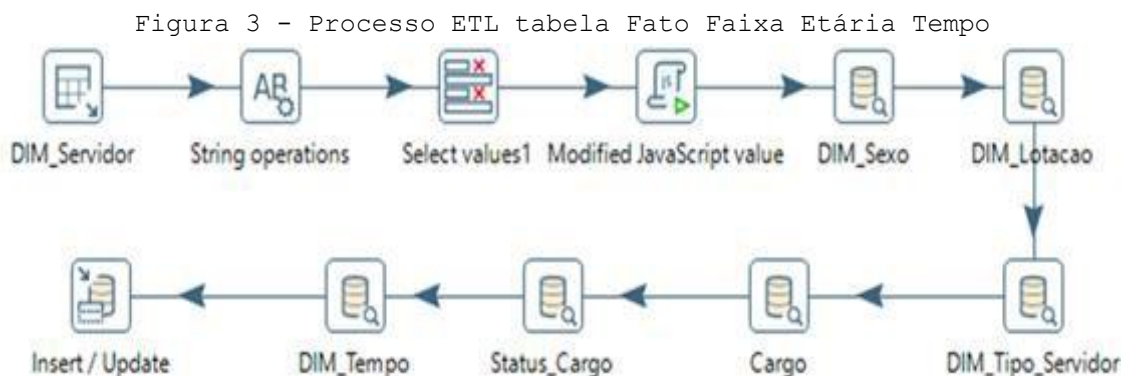 Figura 3 - Processo ETL tabela Fato Faixa Etária Tempo
DIM_Servidor
String operations
Select values1
Modified JavaScript value
DIM_Sexo
DIM_Lotacao
Insert / Update
DIM_Tempo
Status_Cargo
Cargo
DIM_Tipo_Servidor